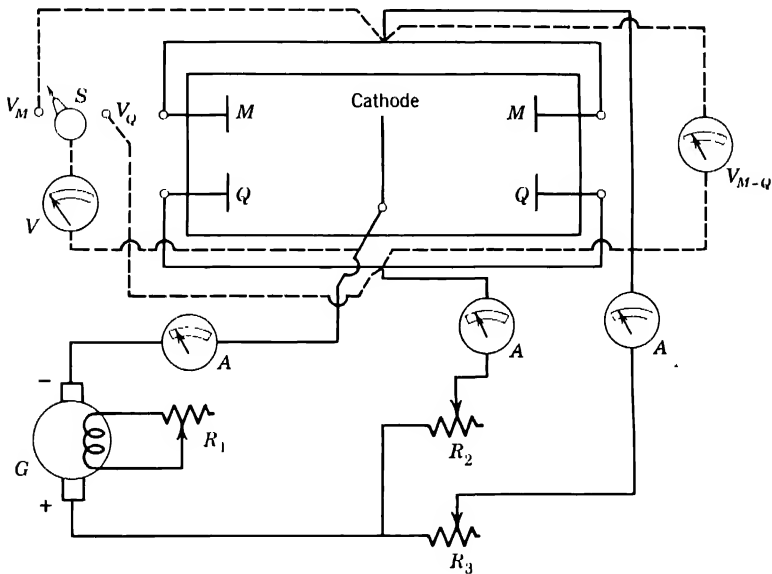 V_M
S
V_Q
M
Cathode
M
V
Q
Q
V_{M-Q}
A
A
A
−
G
R_1
R_2
+
R_3